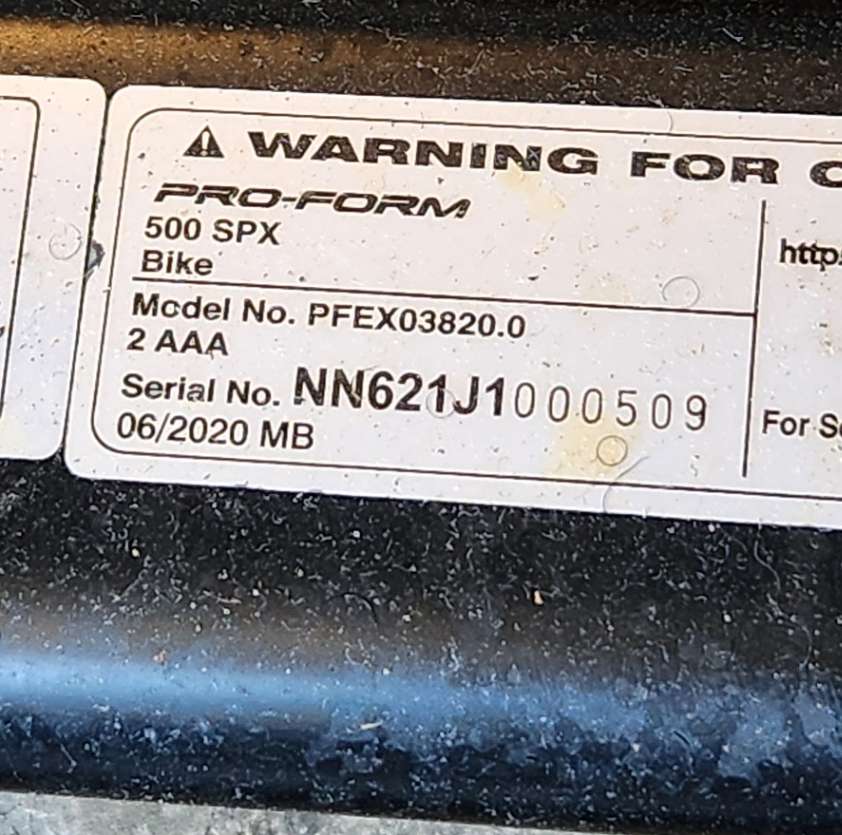 ⚠ WARNING FOR
PRO-FORM
500 SPX
Bike
Model No. PFEX03820.0
2 AAA
Serial No. NN621J1000509
06/2020 MB
http
For